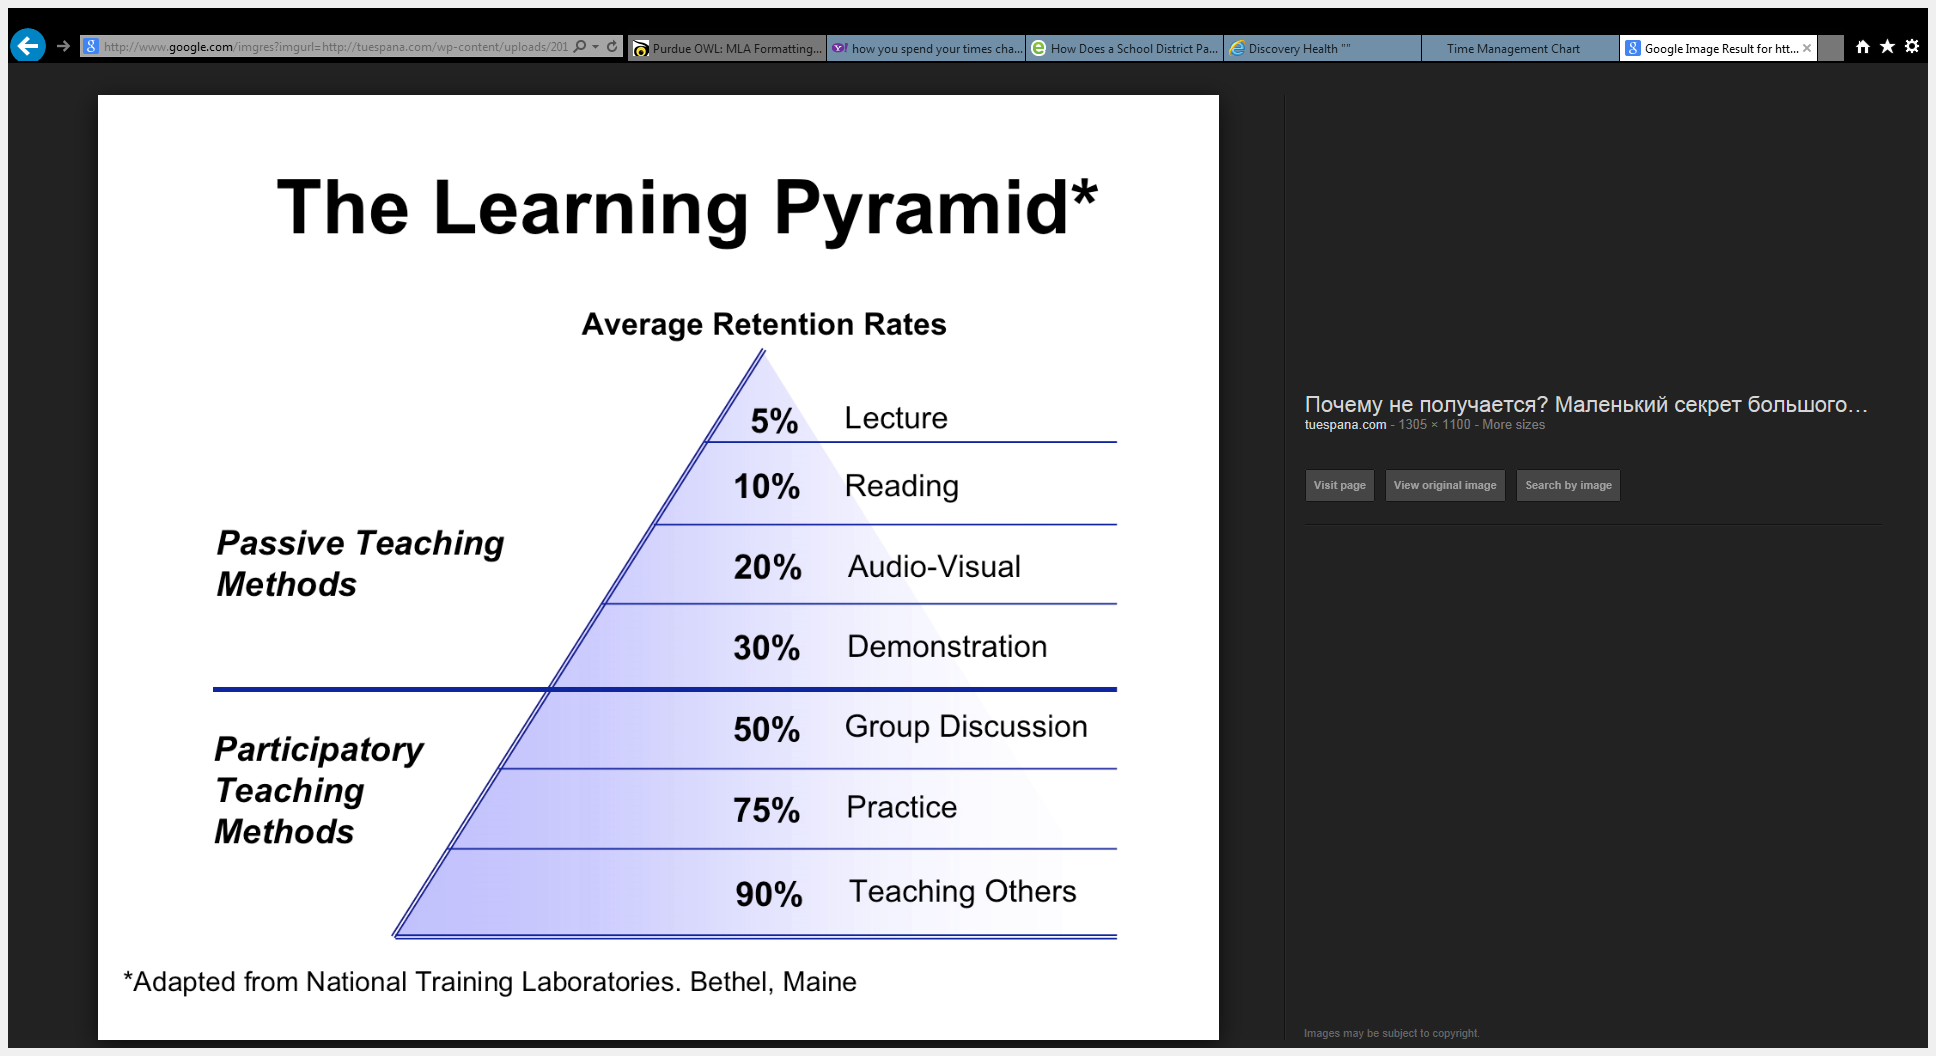 http://www.google.com/imgres?imgurl=http://tuespana.com/wp-content/uploads/201
Purdue OWL: MLA Formatting...
how you spend your times cha...
How Does a School District Pa...
Discovery Health ""
Time Management Chart
Google Image Result for htt...
The Learning Pyramid*
Average Retention Rates
5% Lecture
10% Reading
20% Audio-Visual
30% Demonstration
Passive Teaching
Methods
50% Group Discussion
75% Practice
90% Teaching Others
Participatory
Teaching
Methods
*Adapted from National Training Laboratories. Bethel, Maine
Почему не получается? Маленький секрет большого…
tuespana.com - 1305 × 1100 - More sizes
Visit page
View original image
Search by image
Images may be subject to copyright.